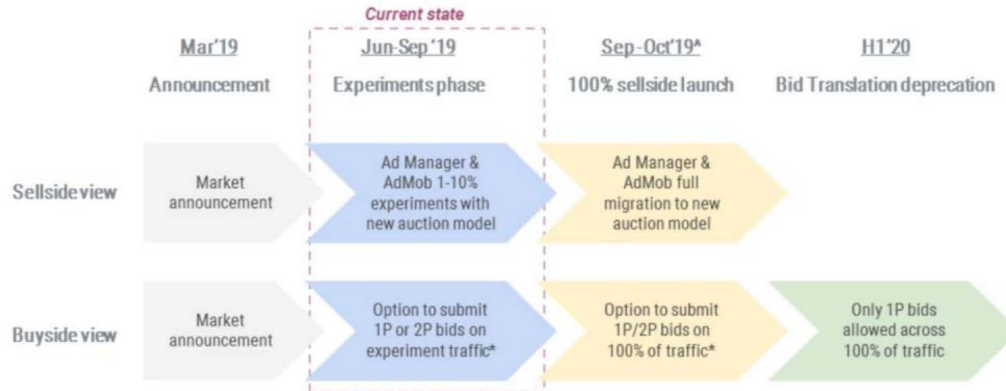 Current state
Mar'19
Jun-Sep '19
Sep-Oct'19^
H1'20
Announcement
Experiments phase
100% sellside launch
Bid Translation deprecation
Sellside view
Market
announcement
Ad Manager &
AdMob 1-10%
experiments with
new auction model
Ad Manager &
AdMob full
migration to new
auction model
Buyside view
Market
announcement
Option to submit
1P or 2P bids on
experiment traffic*
Option to submit
1P/2P bids on
100% of traffic*
Only 1P bids
allowed across
100% of traffic